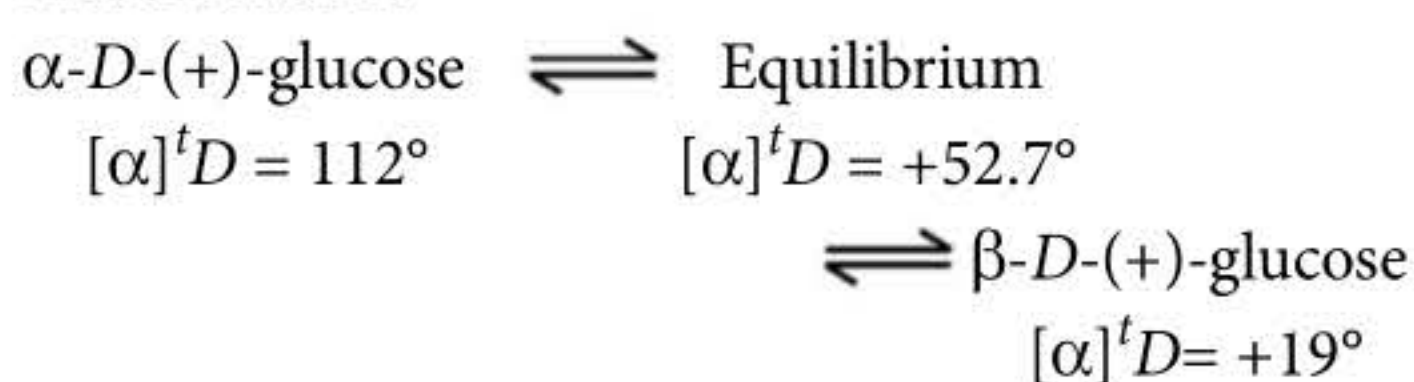 α-D-(+)-glucose ⇌ Equilibrium
[α]ᵗD = 112° [α]ᵗD = +52.7°
⇌ β-D-(+)-glucose
[α]ᵗD= +19°